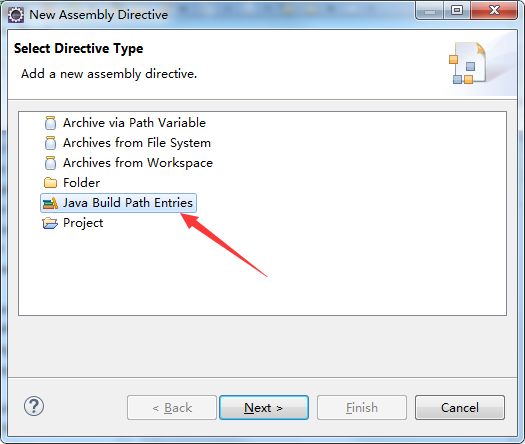 New Assembly Directive
Select Directive Type
Add a new assembly directive.
Archive via Path Variable
Archives from File System
Archives from Workspace
Folder
Java Build Path Entries
Project
?
< Back
Next >
Finish
Cancel